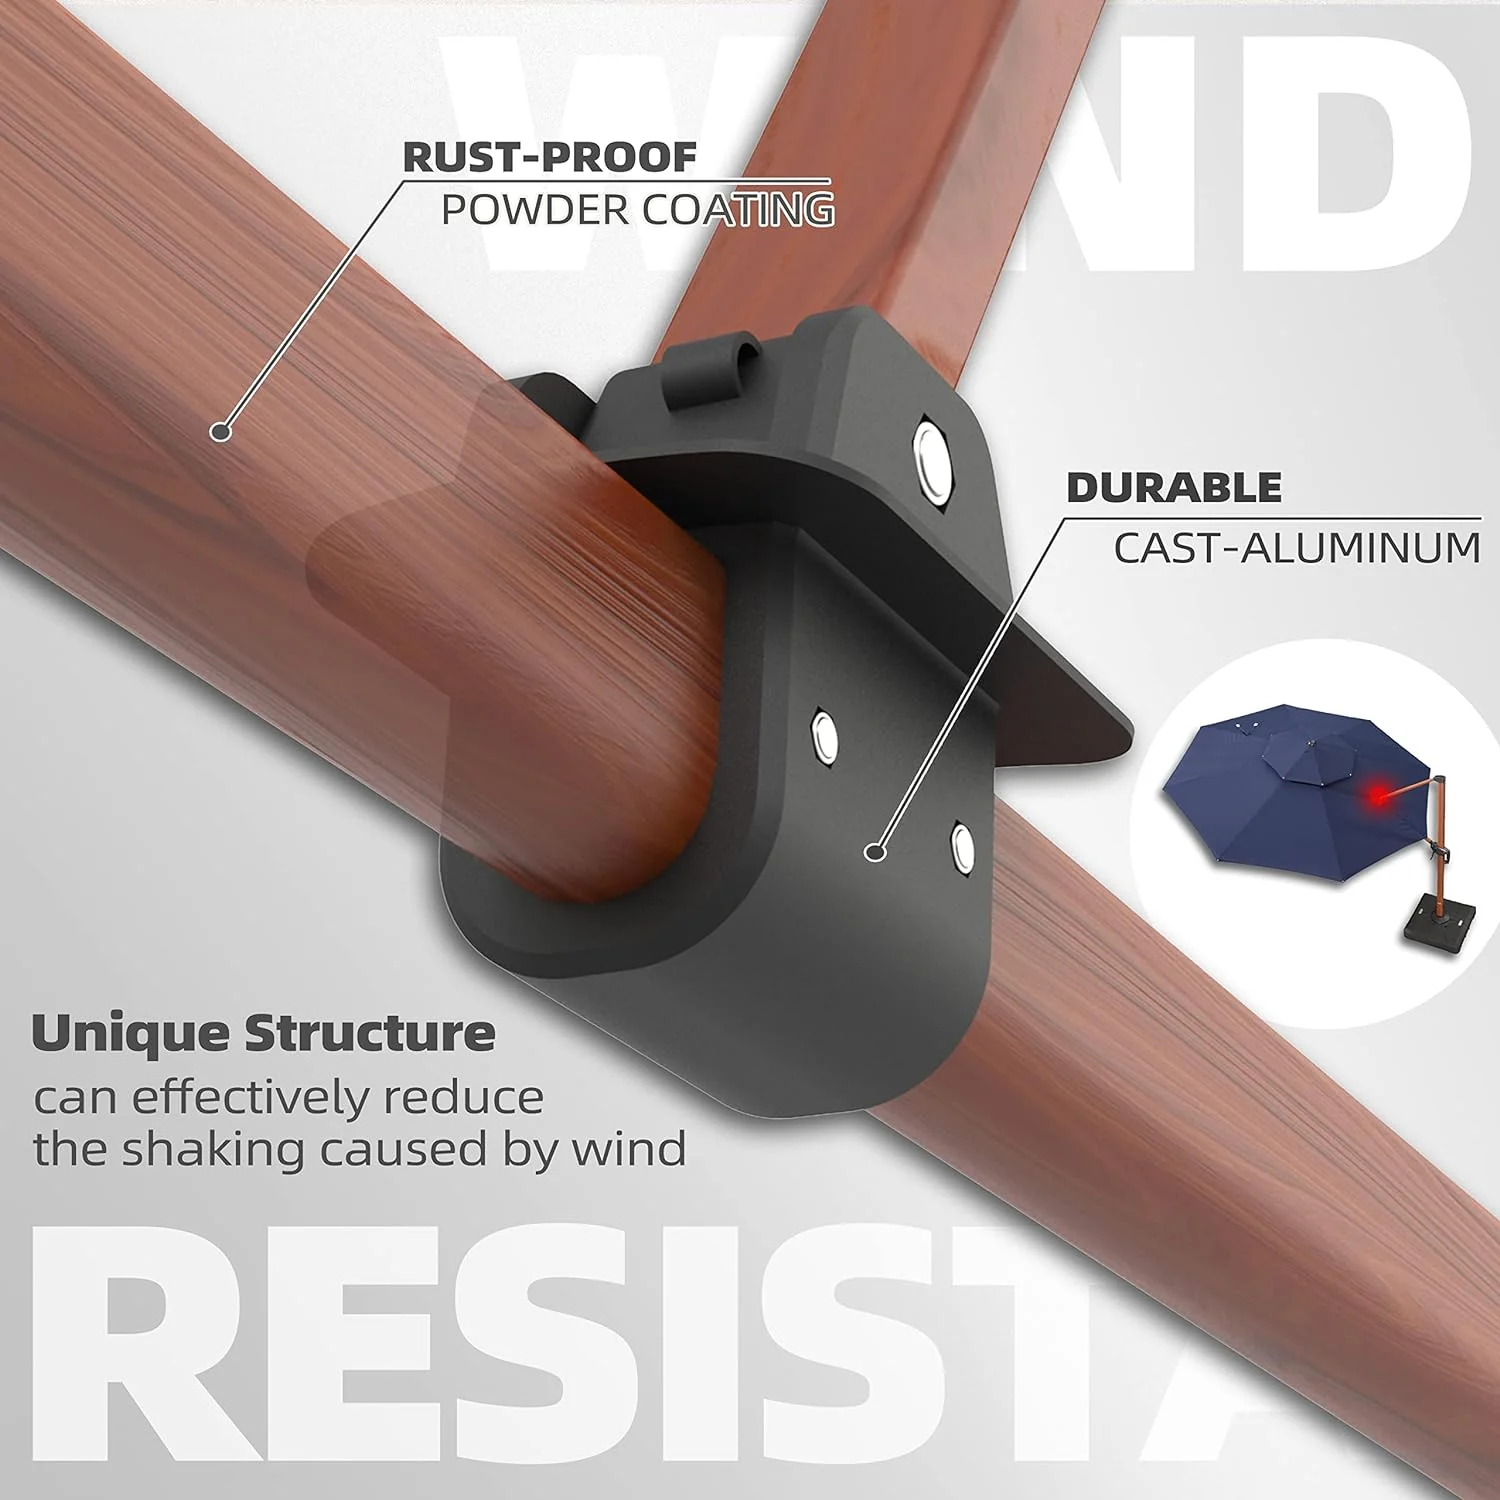 WIND
RUST-PROOF
POWDER COATING
DURABLE
CAST-ALUMINUM
Unique Structure
can effectively reduce
the shaking caused by wind
RESISTA